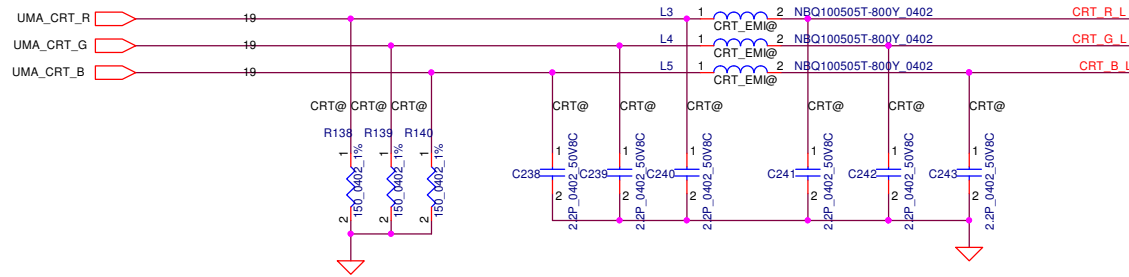 UMA_CRT_R 19 L3 1 2 NBQ100505T-800Y_0402 CRT_R_L
CRT_EMI@
UMA_CRT_G 19 L4 1 2 NBQ100505T-800Y_0402 CRT_G_L
CRT_EMI@
UMA_CRT_B 19 L5 1 2 NBQ100505T-800Y_0402 CRT_B_L
CRT_EMI@
CRT@ CRT@ CRT@ CRT@ CRT@ CRT@ CRT@ CRT@ CRT@
R138 R139 R140
1 1 1 1 1 1 1 1 1
150_0402_1% 150_0402_1% 150_0402_1%
C238 C239 C240 C241 C242 C243
2.2P_0402_50V8C 2.2P_0402_50V8C 2.2P_0402_50V8C 2.2P_0402_50V8C 2.2P_0402_50V8C 2.2P_0402_50V8C
2 2 2 2 2 2 2 2 2